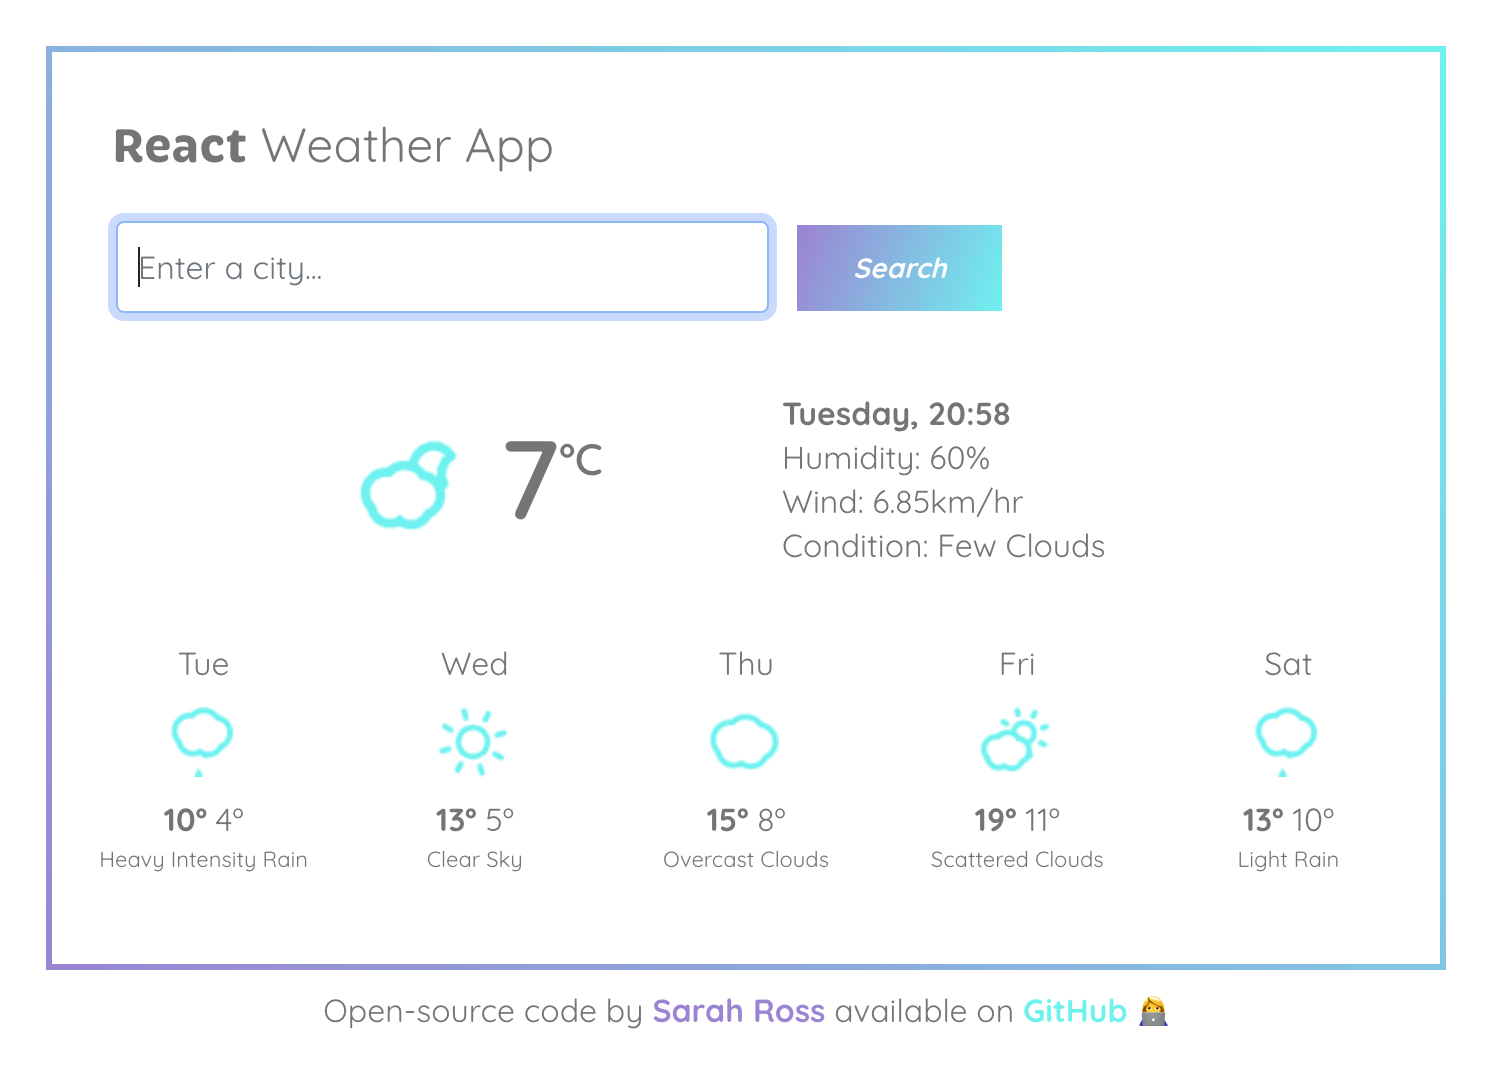 React Weather App
Enter a city...
Search
7°C
Tuesday, 20:58
Humidity: 60%
Wind: 6.85km/hr
Condition: Few Clouds
Tue Wed Thu Fri Sat
10° 4° 13° 5° 15° 8° 19° 11° 13° 10°
Heavy Intensity Rain Clear Sky Overcast Clouds Scattered Clouds Light Rain
Open-source code by Sarah Ross available on GitHub 👩‍💻